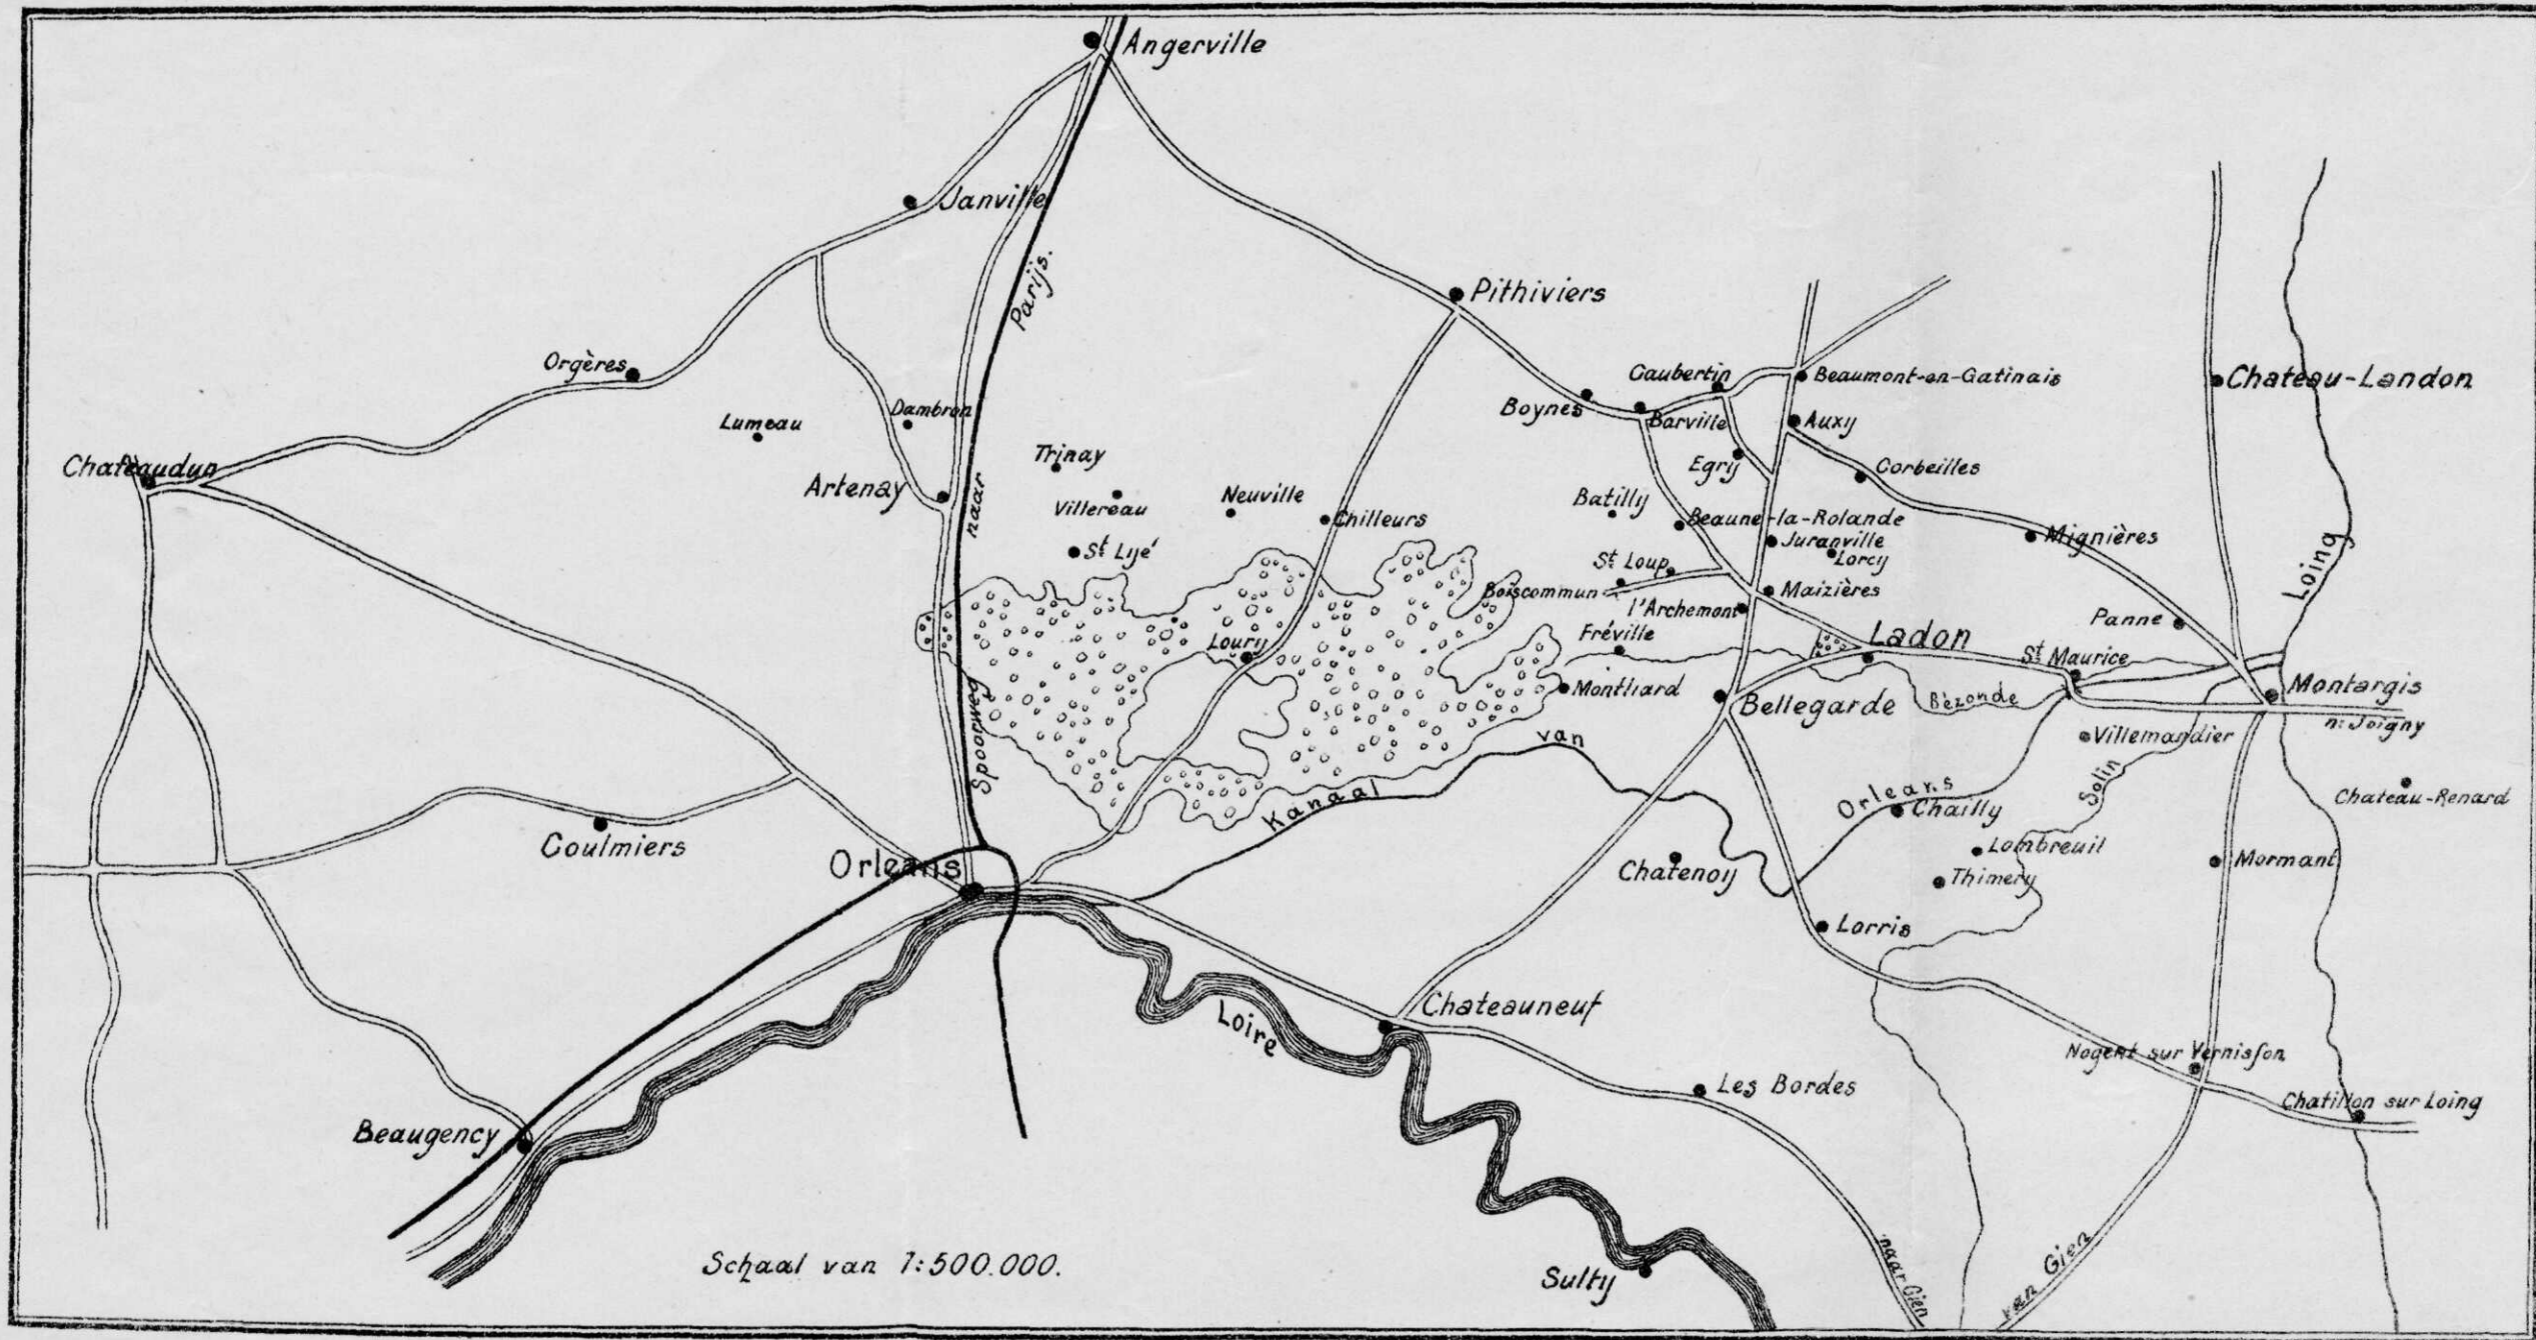 Angerville
Janville
Parijs.
Pithiviers
Orgères
Gaubertin
Beaumont-en-Gatinais
Chateau-Landon
Boynes
Barville
Auxy
Dambron
Lumeau
Chateaudun
Trinay
Egry
Corbeilles
Artenay
naar
Villereau
Neuville
Chilleurs
Batilly
Beaune-la-Rolande
Juranville
Lorcy
Mignières
St Lyé
St Loup
Boiscommun
Maizières
l'Archemont
Loing
Panne
Fréville
Loury
Ladon
St Maurice
Montliard
Bellegarde
Bèzonde
Montargis
n: Joigny
Spoorweg
van
Villemandier
Solin
Chateau-Renard
Kanaal
Orleans
Chailly
Coulmiers
Orleans
Chatenoy
Lombreuil
Thimery
Mormant
Lorris
Chateauneuf
Loire
Nogent sur Vernisson
Les Bordes
Chatillon sur Loing
Beaugency
Schaal van 1:500.000.
Sully
naar Gien
van Gien